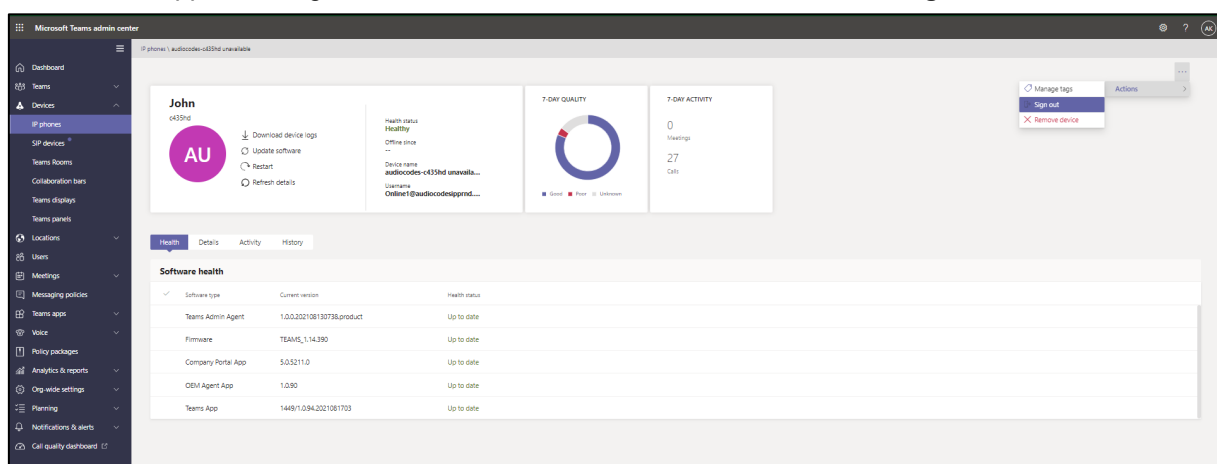 Microsoft Teams admin center
? AK
IP phones \ audiocodes-c435hd unavailable
Dashboard
Teams
Devices
IP phones
SIP devices
Teams Rooms
Collaboration bars
Teams displays
Teams panels
Locations
Users
Meetings
Messaging policies
Teams apps
Voice
Policy packages
Analytics & reports
Org-wide settings
Planning
Notifications & alerts
Call quality dashboard
John
c435hd
AU
Download device logs
Update software
Restart
Refresh details
Health status
Healthy
Offline since
--
Device name
audiocodes-c435hd unavaila...
Username
Online1@audiocodesipprnd....
7-DAY QUALITY
Good Poor Unknown
7-DAY ACTIVITY
0
Meetings
27
Calls
...
Manage tags
Sign out
Remove device
Actions
Health Details Activity History
Software health
Software type Current version Health status
Teams Admin Agent 1.0.0.202108130738.product Up to date
Firmware TEAMS_1.14.390 Up to date
Company Portal App 5.0.5211.0 Up to date
OEM Agent App 1.0.90 Up to date
Teams App 1449/1.0.94.2021081703 Up to date